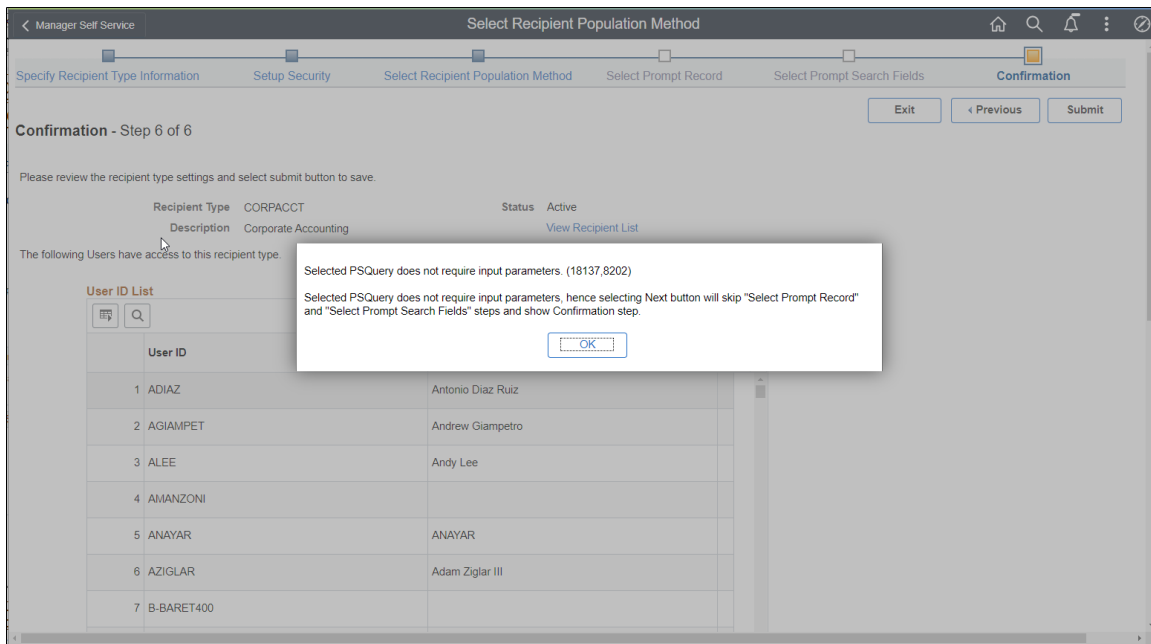 Manager Self Service
Select Recipient Population Method
Specify Recipient Type Information
Setup Security
Select Recipient Population Method
Select Prompt Record
Select Prompt Search Fields
Confirmation
Exit
Previous
Submit
Confirmation - Step 6 of 6
Please review the recipient type settings and select submit button to save.
Recipient Type CORPACCT
Status Active
Description Corporate Accounting
View Recipient List
The following Users have access to this recipient type.
Selected PSQuery does not require input parameters. (18137,8202)
Selected PSQuery does not require input parameters, hence selecting Next button will skip "Select Prompt Record"
and "Select Prompt Search Fields" steps and show Confirmation step.
OK
User ID List
User ID
1 ADIAZ Antonio Diaz Ruiz
2 AGIAMPET Andrew Giampetro
3 ALEE Andy Lee
4 AMANZONI
5 ANAYAR ANAYAR
6 AZIGLAR Adam Ziglar III
7 B-BARET400